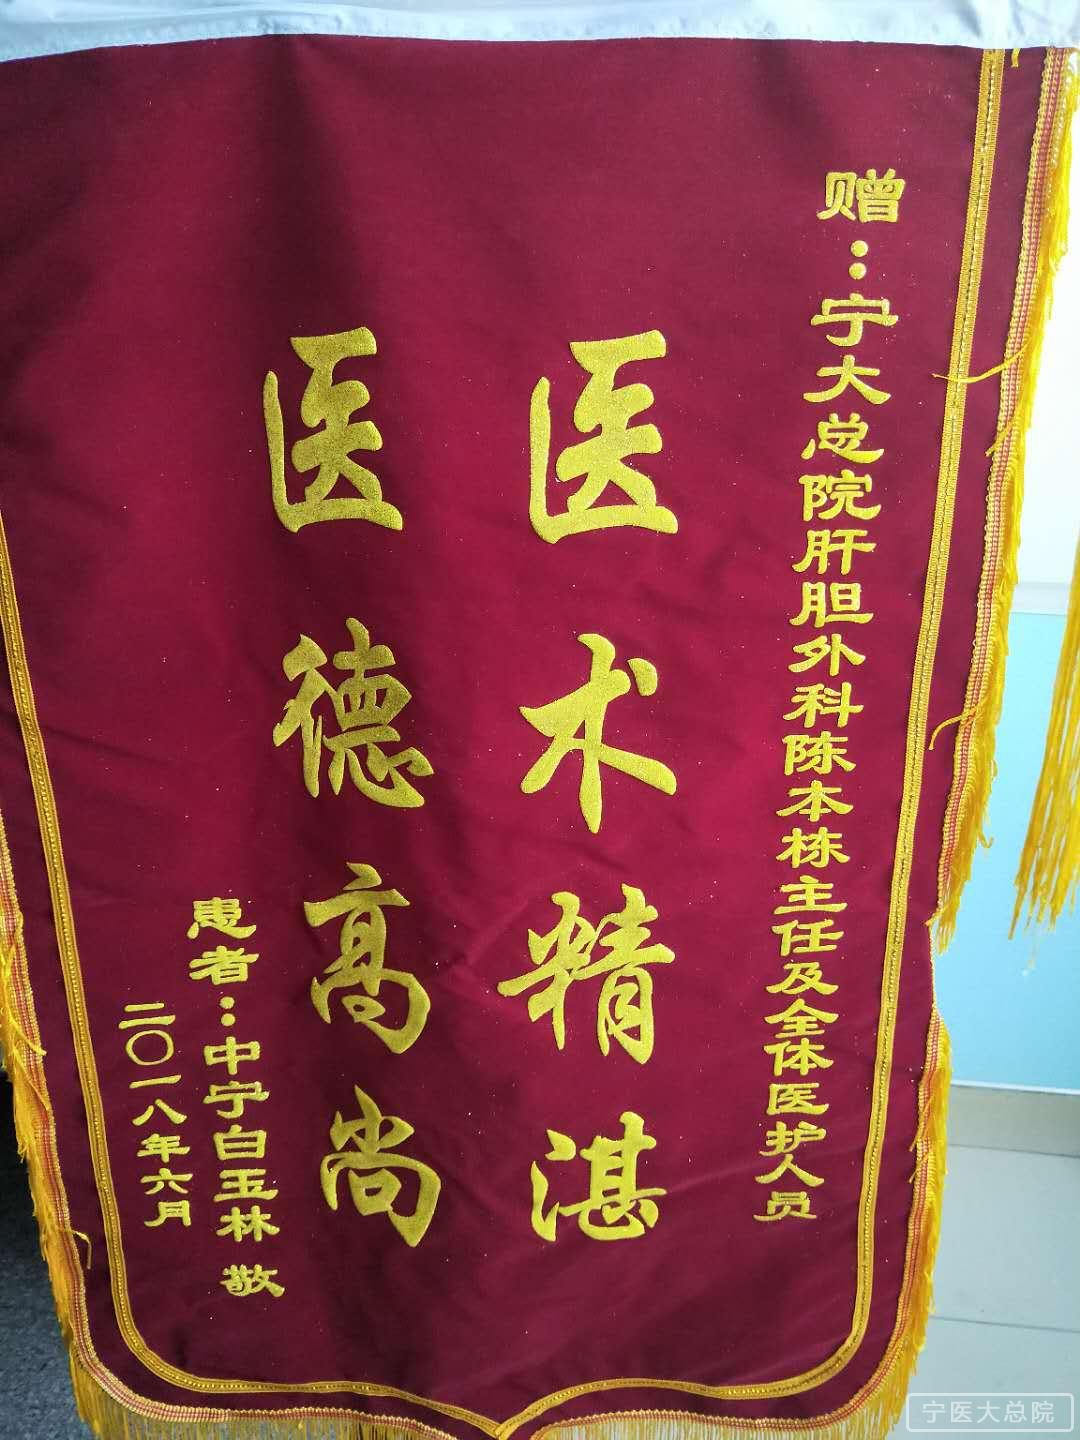 赠：宁大总院肝胆外科陈本栋主任及全体医护人员
医术精湛
医德高尚
患者：中宁白玉林 敬
二〇一八年六月
宁医大总院